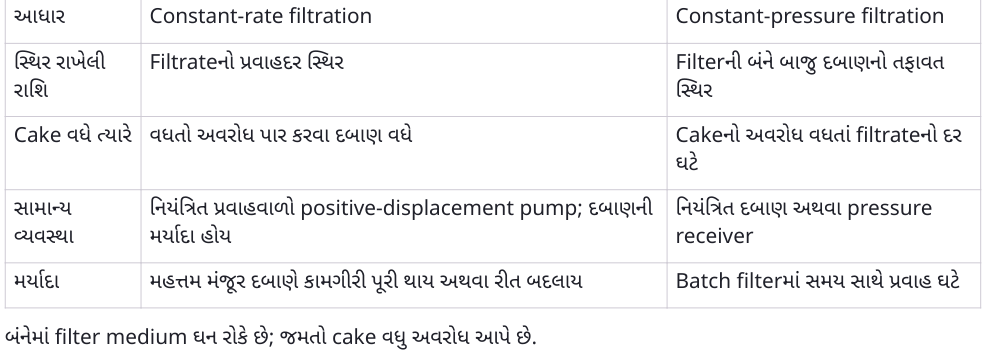 આધાર Constant-rate filtration Constant-pressure filtration
સ્થિર રાખેલી રાશિ Filtrateનો પ્રવાહદર સ્થિર Filterની બંને બાજુ દબાણનો તફાવત સ્થિર
Cake વધે ત્યારે વધતો અવરોધ પાર કરવા દબાણ વધે Cakeનો અવરોધ વધતાં filtrateનો દર ઘટે
સામાન્ય વ્યવસ્થા નિયંત્રિત પ્રવાહવાળો positive-displacement pump; દબાણની મર્યાદા હોય નિયંત્રિત દબાણ અથવા pressure receiver
મર્યાદા મહત્તમ મંજૂર દબાણે કામગીરી પૂરી થાય અથવા રીત બદલાય Batch filterમાં સમય સાથે પ્રવાહ ઘટે
બંનેમાં filter medium ઘન રોકે છે; જમતો cake વધુ અવરોધ આપે છે.